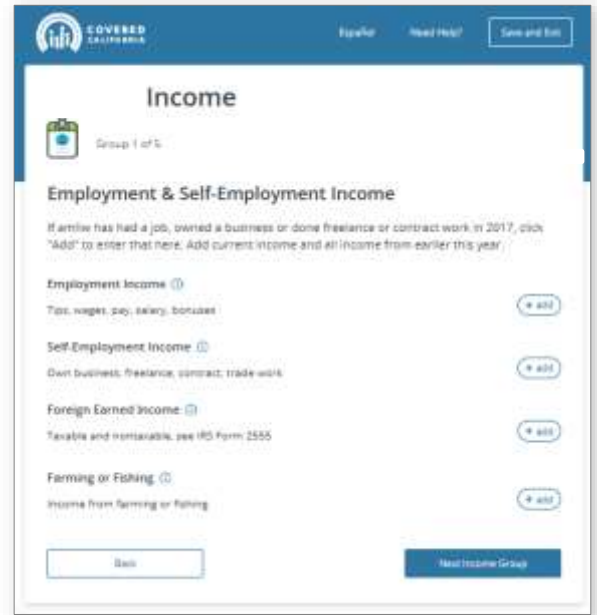 COVERED
CALIFORNIA
Español
Need Help?
Save and Exit
Income
Group 1 of 5
Employment & Self-Employment Income
If amliw has had a job, owned a business or done freelance or contract work in 2017, click
"Add" to enter that here. Add current income and all income from earlier this year.
Employment Income
Tips, wages, pay, salary, bonuses
+ add
Self-Employment Income
Own business, freelance, contract, trade work
+ add
Foreign Earned Income
Taxable and nontaxable, see IRS Form 2555
+ add
Farming or Fishing
Income from farming or fishing
+ add
Back
Next Income Group